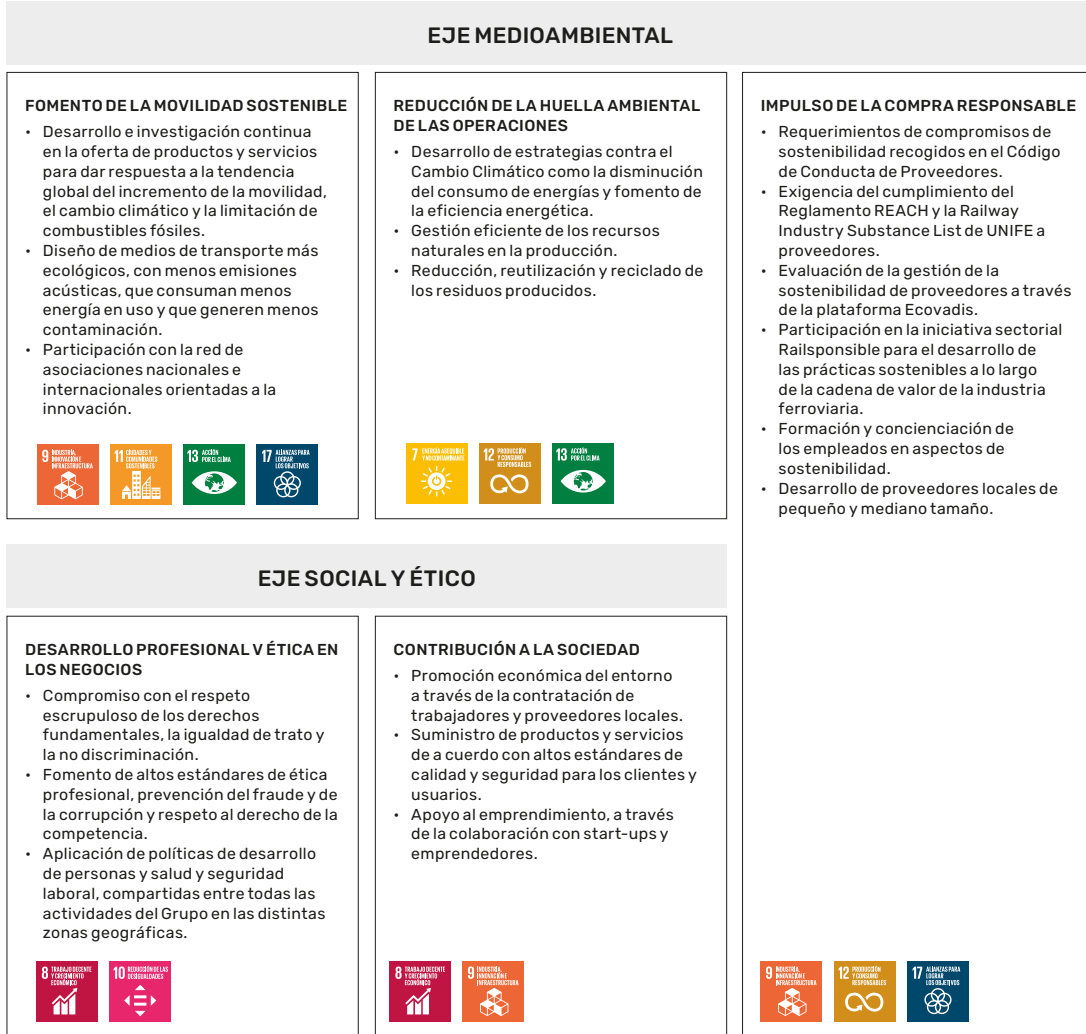 EJE MEDIOAMBIENTAL
FOMENTO DE LA MOVILIDAD SOSTENIBLE
• Desarrollo e investigación continua
en la oferta de productos y servicios
para dar respuesta a la tendencia
global del incremento de la movilidad,
el cambio climático y la limitación de
combustibles fósiles.
• Diseño de medios de transporte más
ecológicos, con menos emisiones
acústicas, que consuman menos
energía en uso y que generen menos
contaminación.
• Participación con la red de
asociaciones nacionales e
internacionales orientadas a la
innovación.
9 INDUSTRIA,
INNOVACIÓN E
INFRAESTRUCTURA
11 CIUDADES Y
COMUNIDADES
SOSTENIBLES
13 ACCIÓN
POR EL CLIMA
17 ALIANZAS PARA
LOGRAR
LOS OBJETIVOS
REDUCCIÓN DE LA HUELLA AMBIENTAL
DE LAS OPERACIONES
• Desarrollo de estrategias contra el
Cambio Climático como la disminución
del consumo de energías y fomento de
la eficiencia energética.
• Gestión eficiente de los recursos
naturales en la producción.
• Reducción, reutilización y reciclado de
los residuos producidos.
7 ENERGÍA ASEQUIBLE
Y NO CONTAMINANTE
12 PRODUCCIÓN
Y CONSUMO
RESPONSABLES
13 ACCIÓN
POR EL CLIMA
IMPULSO DE LA COMPRA RESPONSABLE
• Requerimientos de compromisos de
sostenibilidad recogidos en el Código
de Conducta de Proveedores.
• Exigencia del cumplimiento del
Reglamento REACH y la Railway
Industry Substance List de UNIFE a
proveedores.
• Evaluación de la gestión de la
sostenibilidad de proveedores a través
de la plataforma Ecovadis.
• Participación en la iniciativa sectorial
Railsponsible para el desarrollo de
las prácticas sostenibles a lo largo
de la cadena de valor de la industria
ferroviaria.
• Formación y concienciación de
los empleados en aspectos de
sostenibilidad.
• Desarrollo de proveedores locales de
pequeño y mediano tamaño.
9 INDUSTRIA,
INNOVACIÓN E
INFRAESTRUCTURA
12 PRODUCCIÓN
Y CONSUMO
RESPONSABLES
17 ALIANZAS PARA
LOGRAR
LOS OBJETIVOS
EJE SOCIAL Y ÉTICO
DESARROLLO PROFESIONAL V ÉTICA EN
LOS NEGOCIOS
• Compromiso con el respeto
escrupuloso de los derechos
fundamentales, la igualdad de trato y
la no discriminación.
• Fomento de altos estándares de ética
profesional, prevención del fraude y de
la corrupción y respeto al derecho de la
competencia.
• Aplicación de políticas de desarrollo
de personas y salud y seguridad
laboral, compartidas entre todas las
actividades del Grupo en las distintas
zonas geográficas.
8 TRABAJO DECENTE
Y CRECIMIENTO
ECONÓMICO
10 REDUCCIÓN DE LAS
DESIGUALDADES
CONTRIBUCIÓN A LA SOCIEDAD
• Promoción económica del entorno
a través de la contratación de
trabajadores y proveedores locales.
• Suministro de productos y servicios
de a cuerdo con altos estándares de
calidad y seguridad para los clientes y
usuarios.
• Apoyo al emprendimiento, a través
de la colaboración con start-ups y
emprendedores.
8 TRABAJO DECENTE
Y CRECIMIENTO
ECONÓMICO
9 INDUSTRIA,
INNOVACIÓN E
INFRAESTRUCTURA